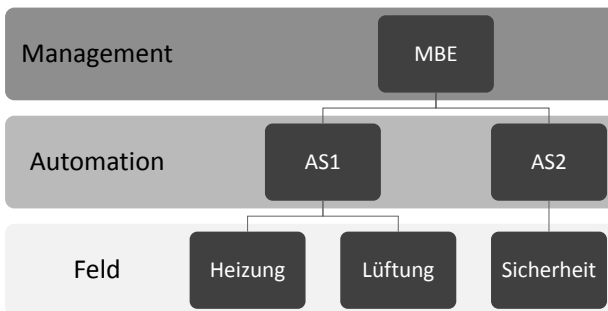 Management
MBE
Automation
AS1
AS2
Feld
Heizung
Lüftung
Sicherheit